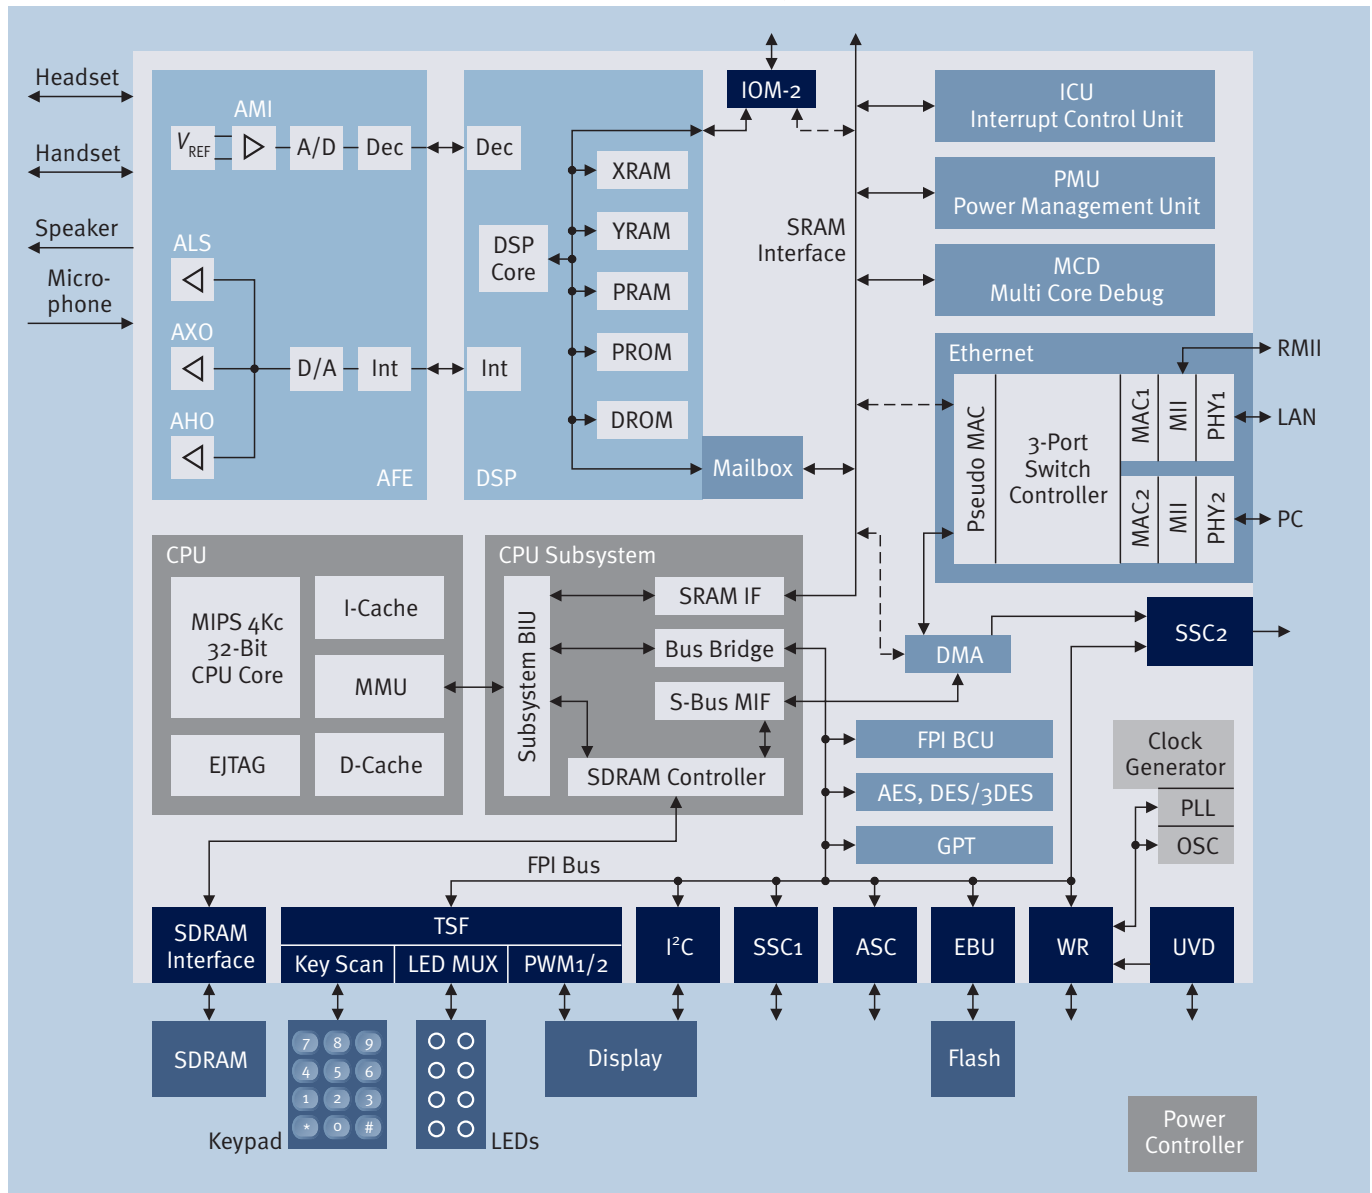 Headset
Handset
Speaker
Micro-
phone
AMI
VREF
A/D
Dec
ALS
AXO
AHO
D/A
Int
AFE
Dec
DSP
Core
Int
XRAM
YRAM
PRAM
PROM
DROM
DSP
Mailbox
IOM-2
SRAM
Interface
ICU
Interrupt Control Unit
PMU
Power Management Unit
MCD
Multi Core Debug
Ethernet
Pseudo MAC
3-Port
Switch
Controller
MAC1
MII
PHY1
MAC2
MII
PHY2
RMII
LAN
PC
CPU
MIPS 4Kc
32-Bit
CPU Core
EJTAG
I-Cache
MMU
D-Cache
CPU Subsystem
Subsystem BIU
SRAM IF
Bus Bridge
S-Bus MIF
SDRAM Controller
DMA
SSC2
FPI BCU
AES, DES/3DES
GPT
Clock
Generator
PLL
OSC
FPI Bus
SDRAM
Interface
TSF
Key Scan
LED MUX
PWM1/2
I²C
SSC1
ASC
EBU
WR
UVD
SDRAM
7 8 9
4 5 6
1 2 3
* 0 #
Keypad
LEDs
Display
Flash
Power
Controller